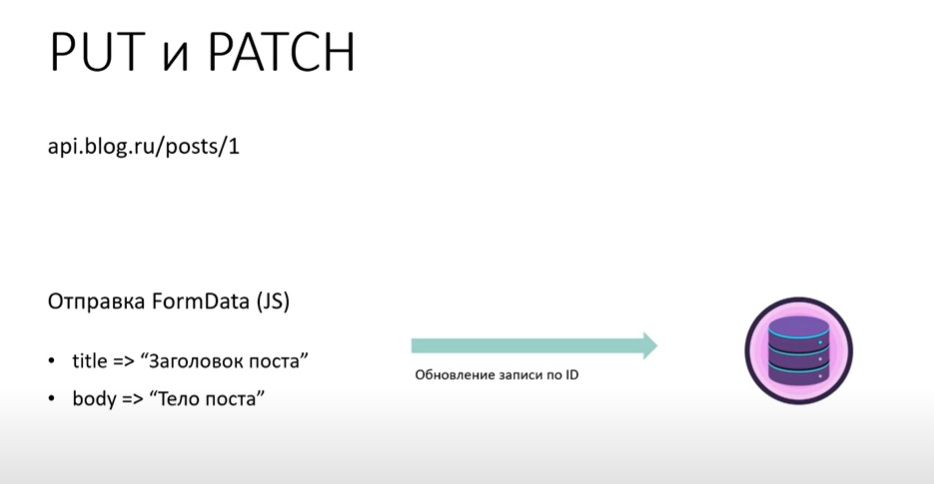 PUT и PATCH
api.blog.ru/posts/1
Отправка FormData (JS)
• title => “Заголовок поста”
• body => “Тело поста”
Обновление записи по ID